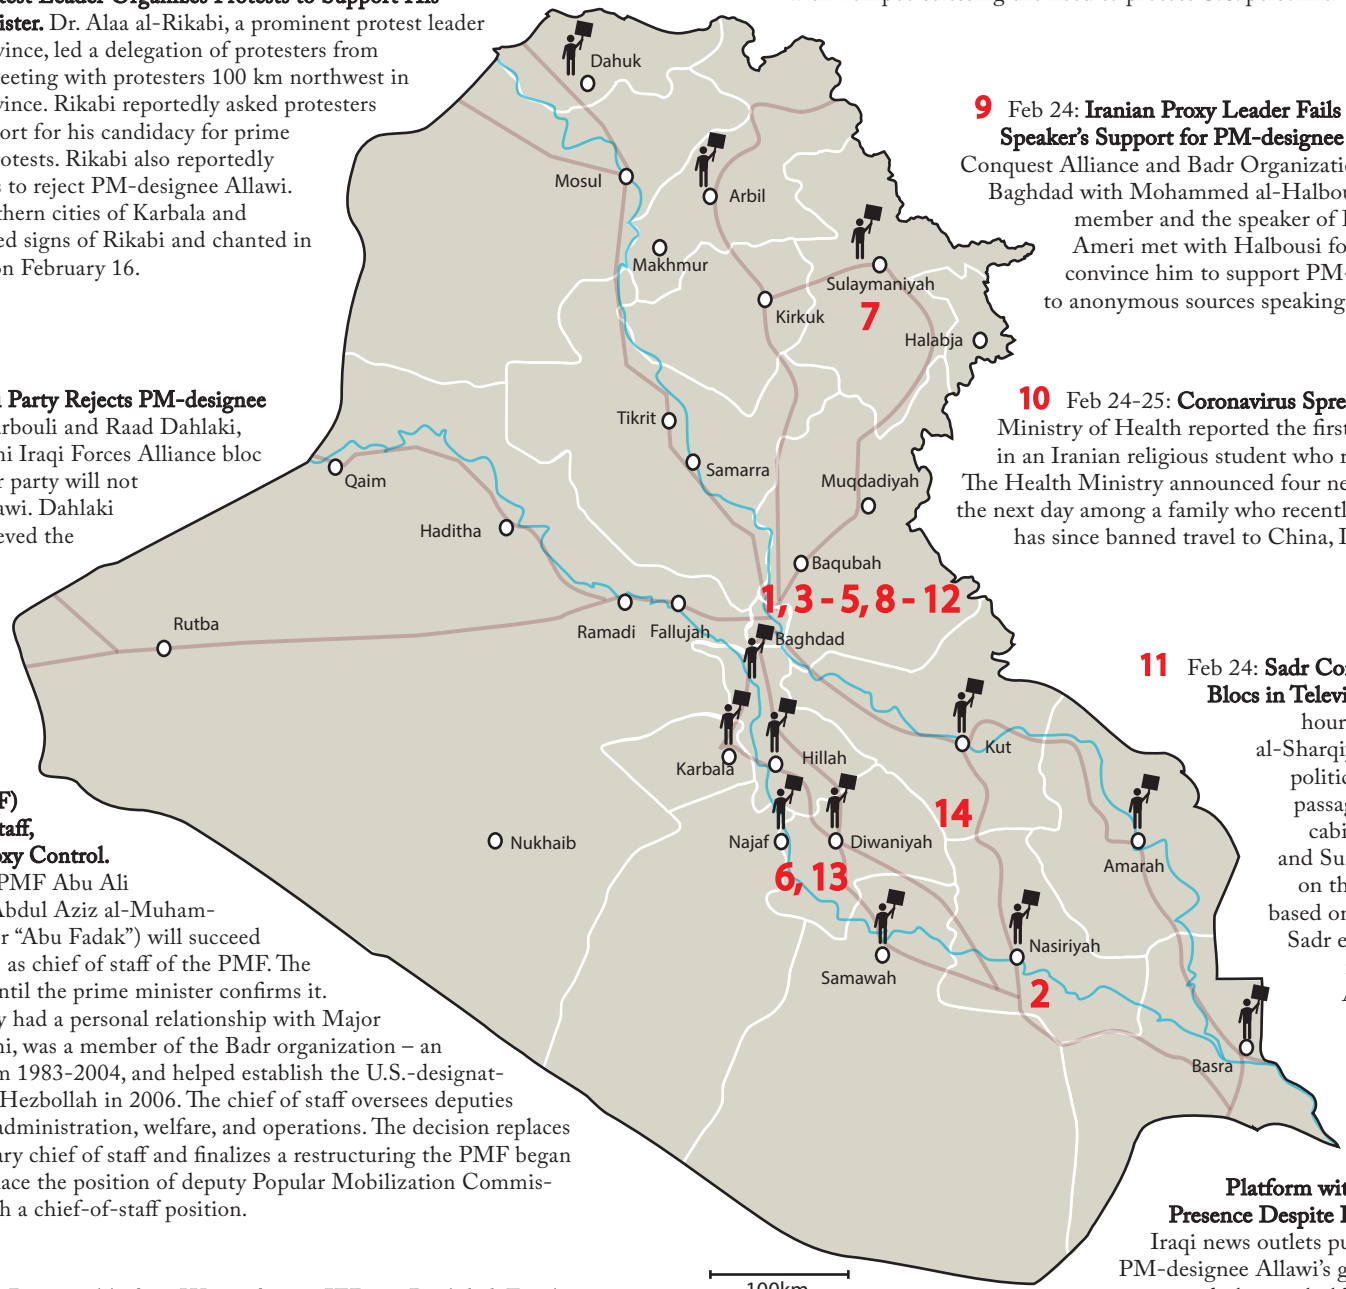 ister. Dr. Alaa al-Rikabi, a prominent protest leader
vince, led a delegation of protesters from
eeting with protesters 100 km northwest in
vince. Rikabi reportedly asked protesters
ort for his candidacy for prime
rotests. Rikabi also reportedly
s to reject PM-designee Allawi.
thern cities of Karbala and
ed signs of Rikabi and chanted in
on February 16.
Party Rejects PM-designee
rbouli and Raad Dahlaki,
ni Iraqi Forces Alliance bloc
r party will not
awi. Dahlaki
eved the
F)
taff,
oxy Control.
PMF Abu Ali
Abdul Aziz al-Muham-
or “Abu Fadak”) will succeed
as chief of staff of the PMF. The
until the prime minister confirms it.
y had a personal relationship with Major
ni, was a member of the Badr organization – an
m 1983-2004, and helped establish the U.S.-designat-
Hezbollah in 2006. The chief of staff oversees deputies
administration, welfare, and operations. The decision replaces
ary chief of staff and finalizes a restructuring the PMF began
lace the position of deputy Popular Mobilization Commis-
h a chief-of-staff position.
Dahuk
Mosul
Arbil
Makhmur
Sulaymaniyah
7
Kirkuk
Halabja
Tikrit
Samarra
Muqdadiyah
Qaim
Haditha
Baqubah
1, 3 - 5, 8 - 12
Rutba
Ramadi
Fallujah
Baghdad
Kut
Karbala
Hillah
14
Nukhaib
Najaf
Diwaniyah
Amarah
6, 13
Samawah
Nasiriyah
2
Basra
100km
9 Feb 24: Iranian Proxy Leader Fails
Speaker’s Support for PM-designee
Conquest Alliance and Badr Organizatio
Baghdad with Mohammed al-Halbou
member and the speaker of
Ameri met with Halbousi fo
convince him to support PM-
to anonymous sources speaking
10 Feb 24-25: Coronavirus Spre
Ministry of Health reported the first
in an Iranian religious student who r
The Health Ministry announced four ne
the next day among a family who recentl
has since banned travel to China, I
11 Feb 24: Sadr Co
Blocs in Televi
hour
al-Sharqiy
politic
passag
cabi
and Su
on th
based on
Sadr e
Platform wit
Presence Despite
Iraqi news outlets pu
PM-designee Allawi’s g